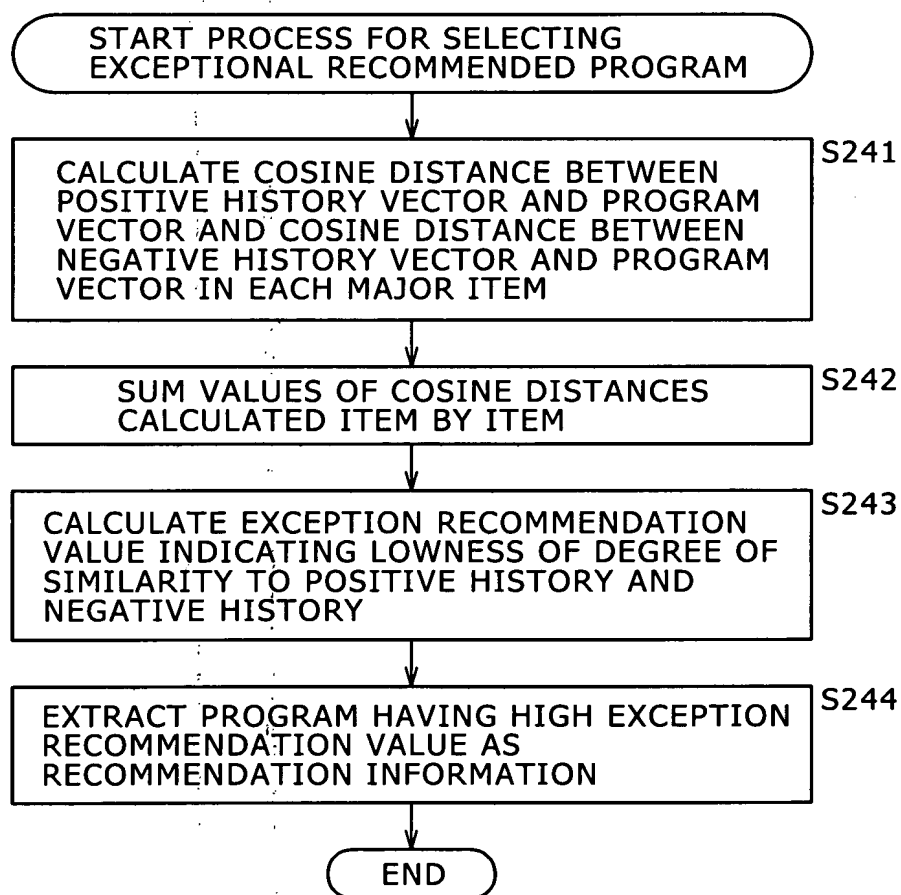 START PROCESS FOR SELECTING
EXCEPTIONAL RECOMMENDED PROGRAM
S241
CALCULATE COSINE DISTANCE BETWEEN
POSITIVE HISTORY VECTOR AND PROGRAM
VECTOR AND COSINE DISTANCE BETWEEN
NEGATIVE HISTORY VECTOR AND PROGRAM
VECTOR IN EACH MAJOR ITEM
S242
SUM VALUES OF COSINE DISTANCES
CALCULATED ITEM BY ITEM
S243
CALCULATE EXCEPTION RECOMMENDATION
VALUE INDICATING LOWNESS OF DEGREE OF
SIMILARITY TO POSITIVE HISTORY AND
NEGATIVE HISTORY
S244
EXTRACT PROGRAM HAVING HIGH EXCEPTION
RECOMMENDATION VALUE AS
RECOMMENDATION INFORMATION
END